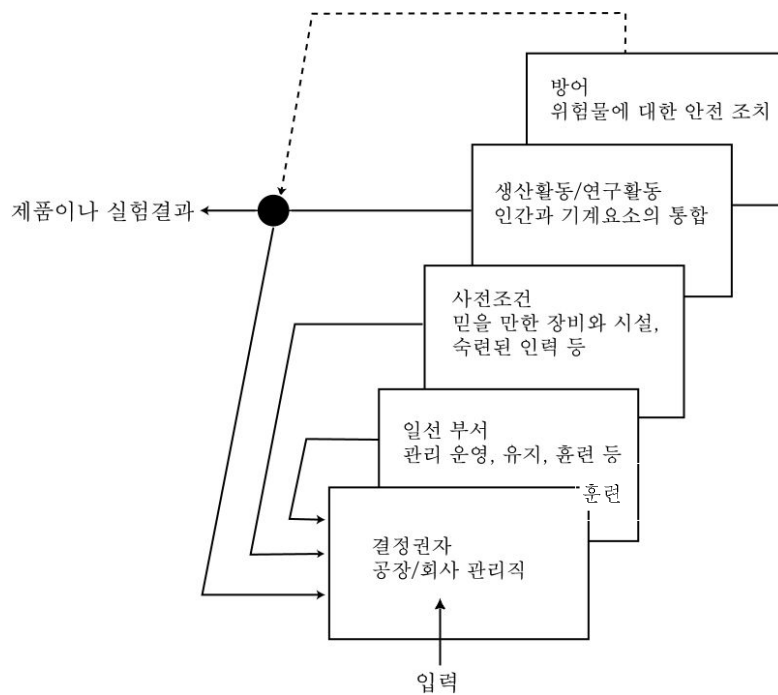 방어
위험물에 대한 안전 조치
생산활동/연구활동
인간과 기계요소의 통합
제품이나 실험결과
사전조건
믿을 만한 장비와 시설,
숙련된 인력 등
일선 부서
관리 운영, 유지, 훈련 등
훈련
결정권자
공장/회사 관리직
입력